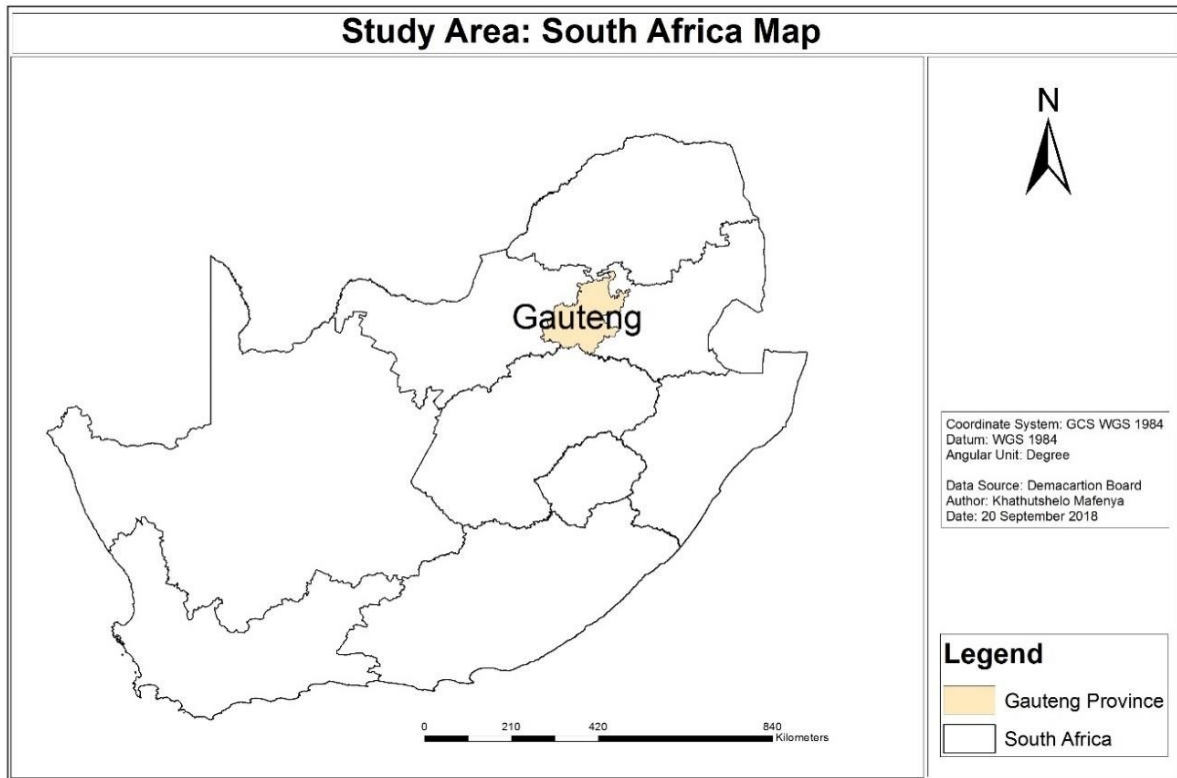 Study Area: South Africa Map
N
Gauteng
Coordinate System: GCS WGS 1984
Datum: WGS 1984
Angular Unit: Degree
Data Source: Demacartion Board
Author: Khathutshelo Mafenya
Date: 20 September 2018
Legend
Gauteng Province
South Africa
0 210 420 840
Kilometers